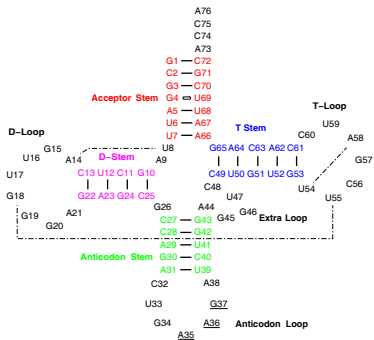 A76
C75
C74
A73
G1 C72
C2 G71
G3 C70
Acceptor Stem G4 U69
A5 U68
U6 A67
U7 A66
T-Loop
D-Loop
T Stem
U59
C60 A58
G15 U8
G65 A64 C63 A62 C61
U16 A14 D-Stem A9
G57
U17 C13 U12 C11 G10
C49 U50 G51 U52 G53
C56
C48 U54
G18 G22 A23 G24 C25
U47 U55
G19 A21 G26 A44 G46
G45 Extra Loop
G20
C27 G43
C28 G42
A29 U41
Anticodon Stem G30 C40
A31 U39
C32 A38
U33 G37
G34 A36 Anticodon Loop
A35